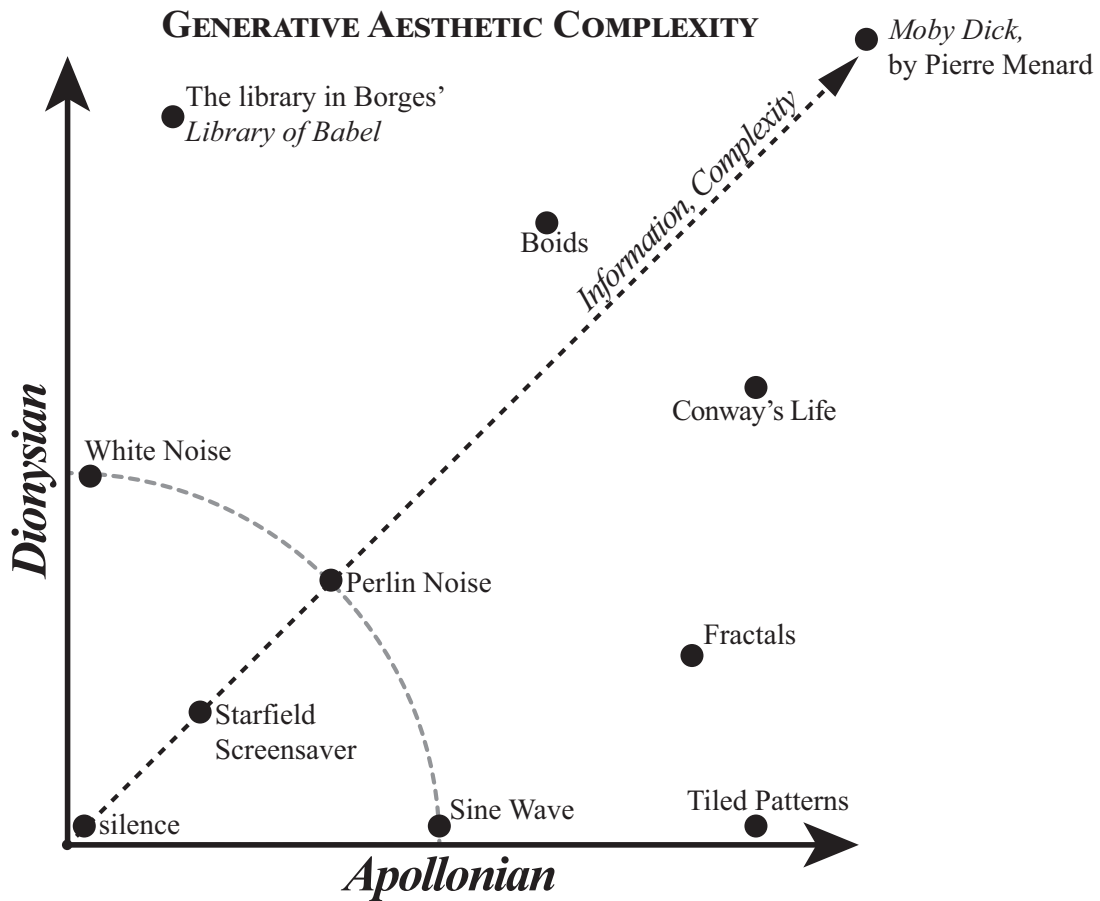 GENERATIVE AESTHETIC COMPLEXITY
Moby Dick,
by Pierre Menard
The library in Borges’
Library of Babel
Information, Complexity
Boids
Conway’s Life
Dionysian
White Noise
Perlin Noise
Fractals
Starfield
Screensaver
silence
Sine Wave
Tiled Patterns
Apollonian